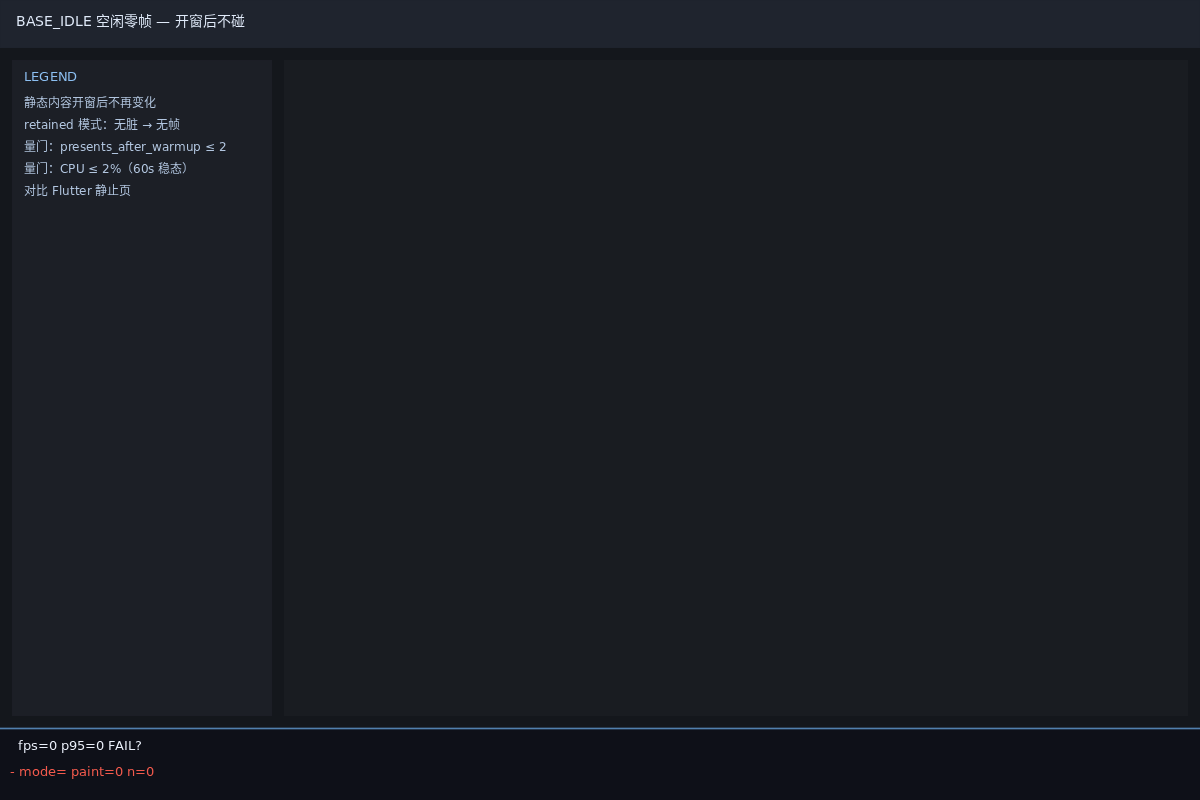 BASE_IDLE 空闲零帧 — 开窗后不碰
LEGEND
静态内容开窗后不再变化
retained 模式：无脏 → 无帧
量门：presents_after_warmup ≤ 2
量门：CPU ≤ 2%（60s 稳态）
对比 Flutter 静止页
fps=0 p95=0 FAIL?
- mode= paint=0 n=0